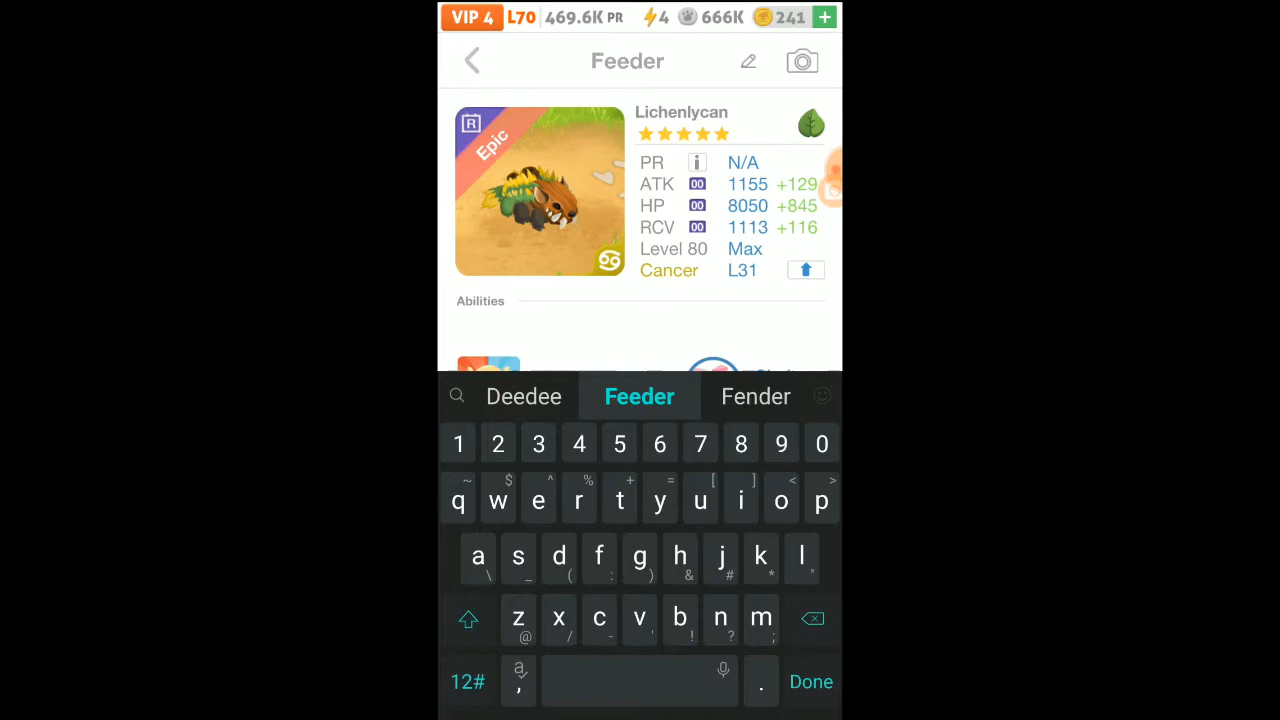 VIP 4 L70 469.6K PR 4 666K 241 +
Feeder
R
Epic
Lichenlycan
PR i N/A
ATK 00 1155 +129
HP 00 8050 +845
RCV 00 1113 +116
Level 80 Max
Cancer L31
Abilities
Deedee Feeder Fender
1 2 3 4 5 6 7 8 9 0
~ $ ^ % + = [ ] < >
q w e r t y u i o p
a s d f g h j k l
\ _ ( : ) & # * "
z x c v b n m
@ / - ' ! ? ;
12# a , . Done